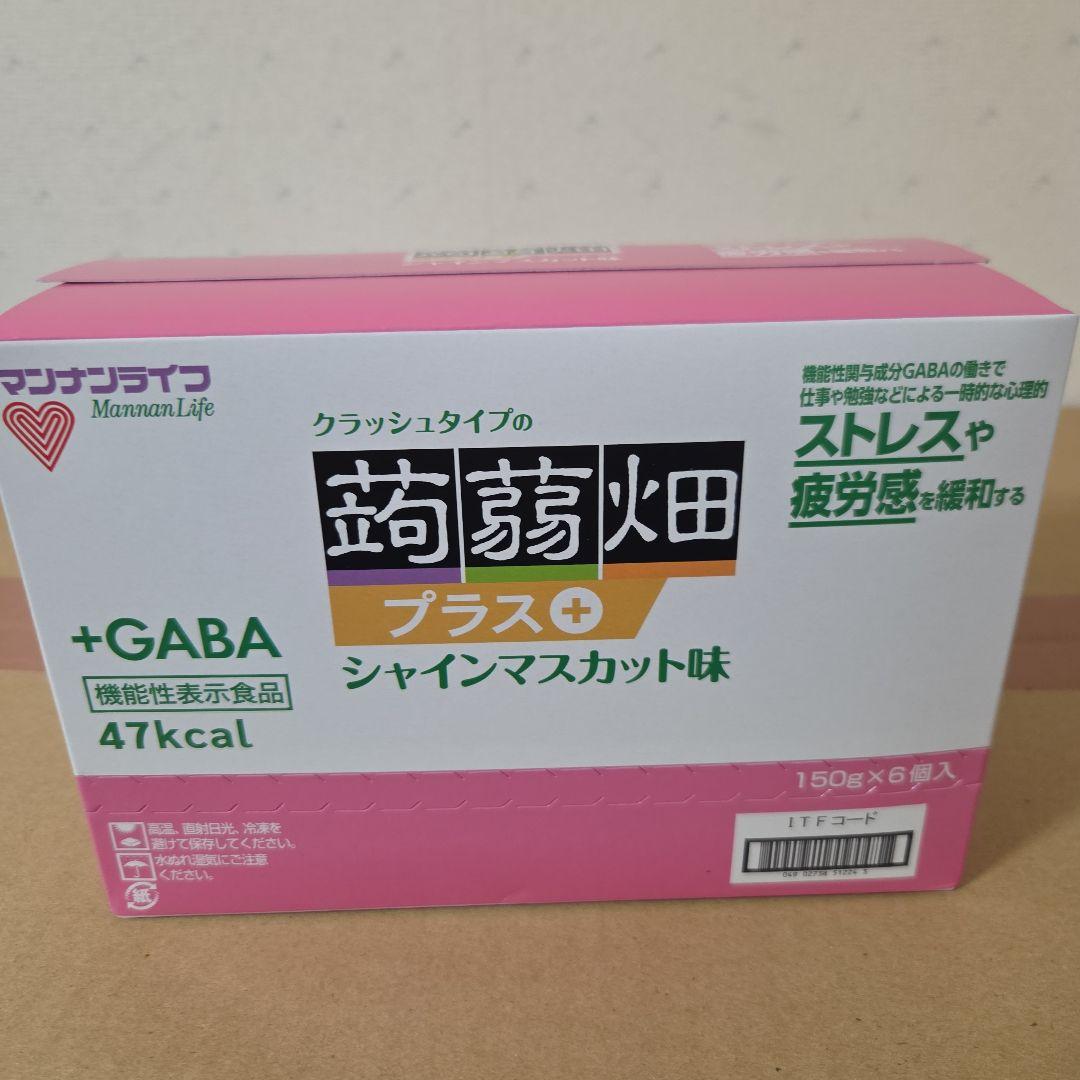 マンナンライフ
Mannan Life
クラッシュタイプの
蒟蒻畑
プラス+
シャインマスカット味
機能性関与成分GABAの働きで
仕事や勉強などによる一時的な心理的
ストレスや
疲労感を緩和する
+GABA
機能性表示食品
47kcal
150g×6個入
高温、直射日光、冷凍を
避けて保存してください。
水ぬれ湿気にご注意
ください。
紙
ITFコード